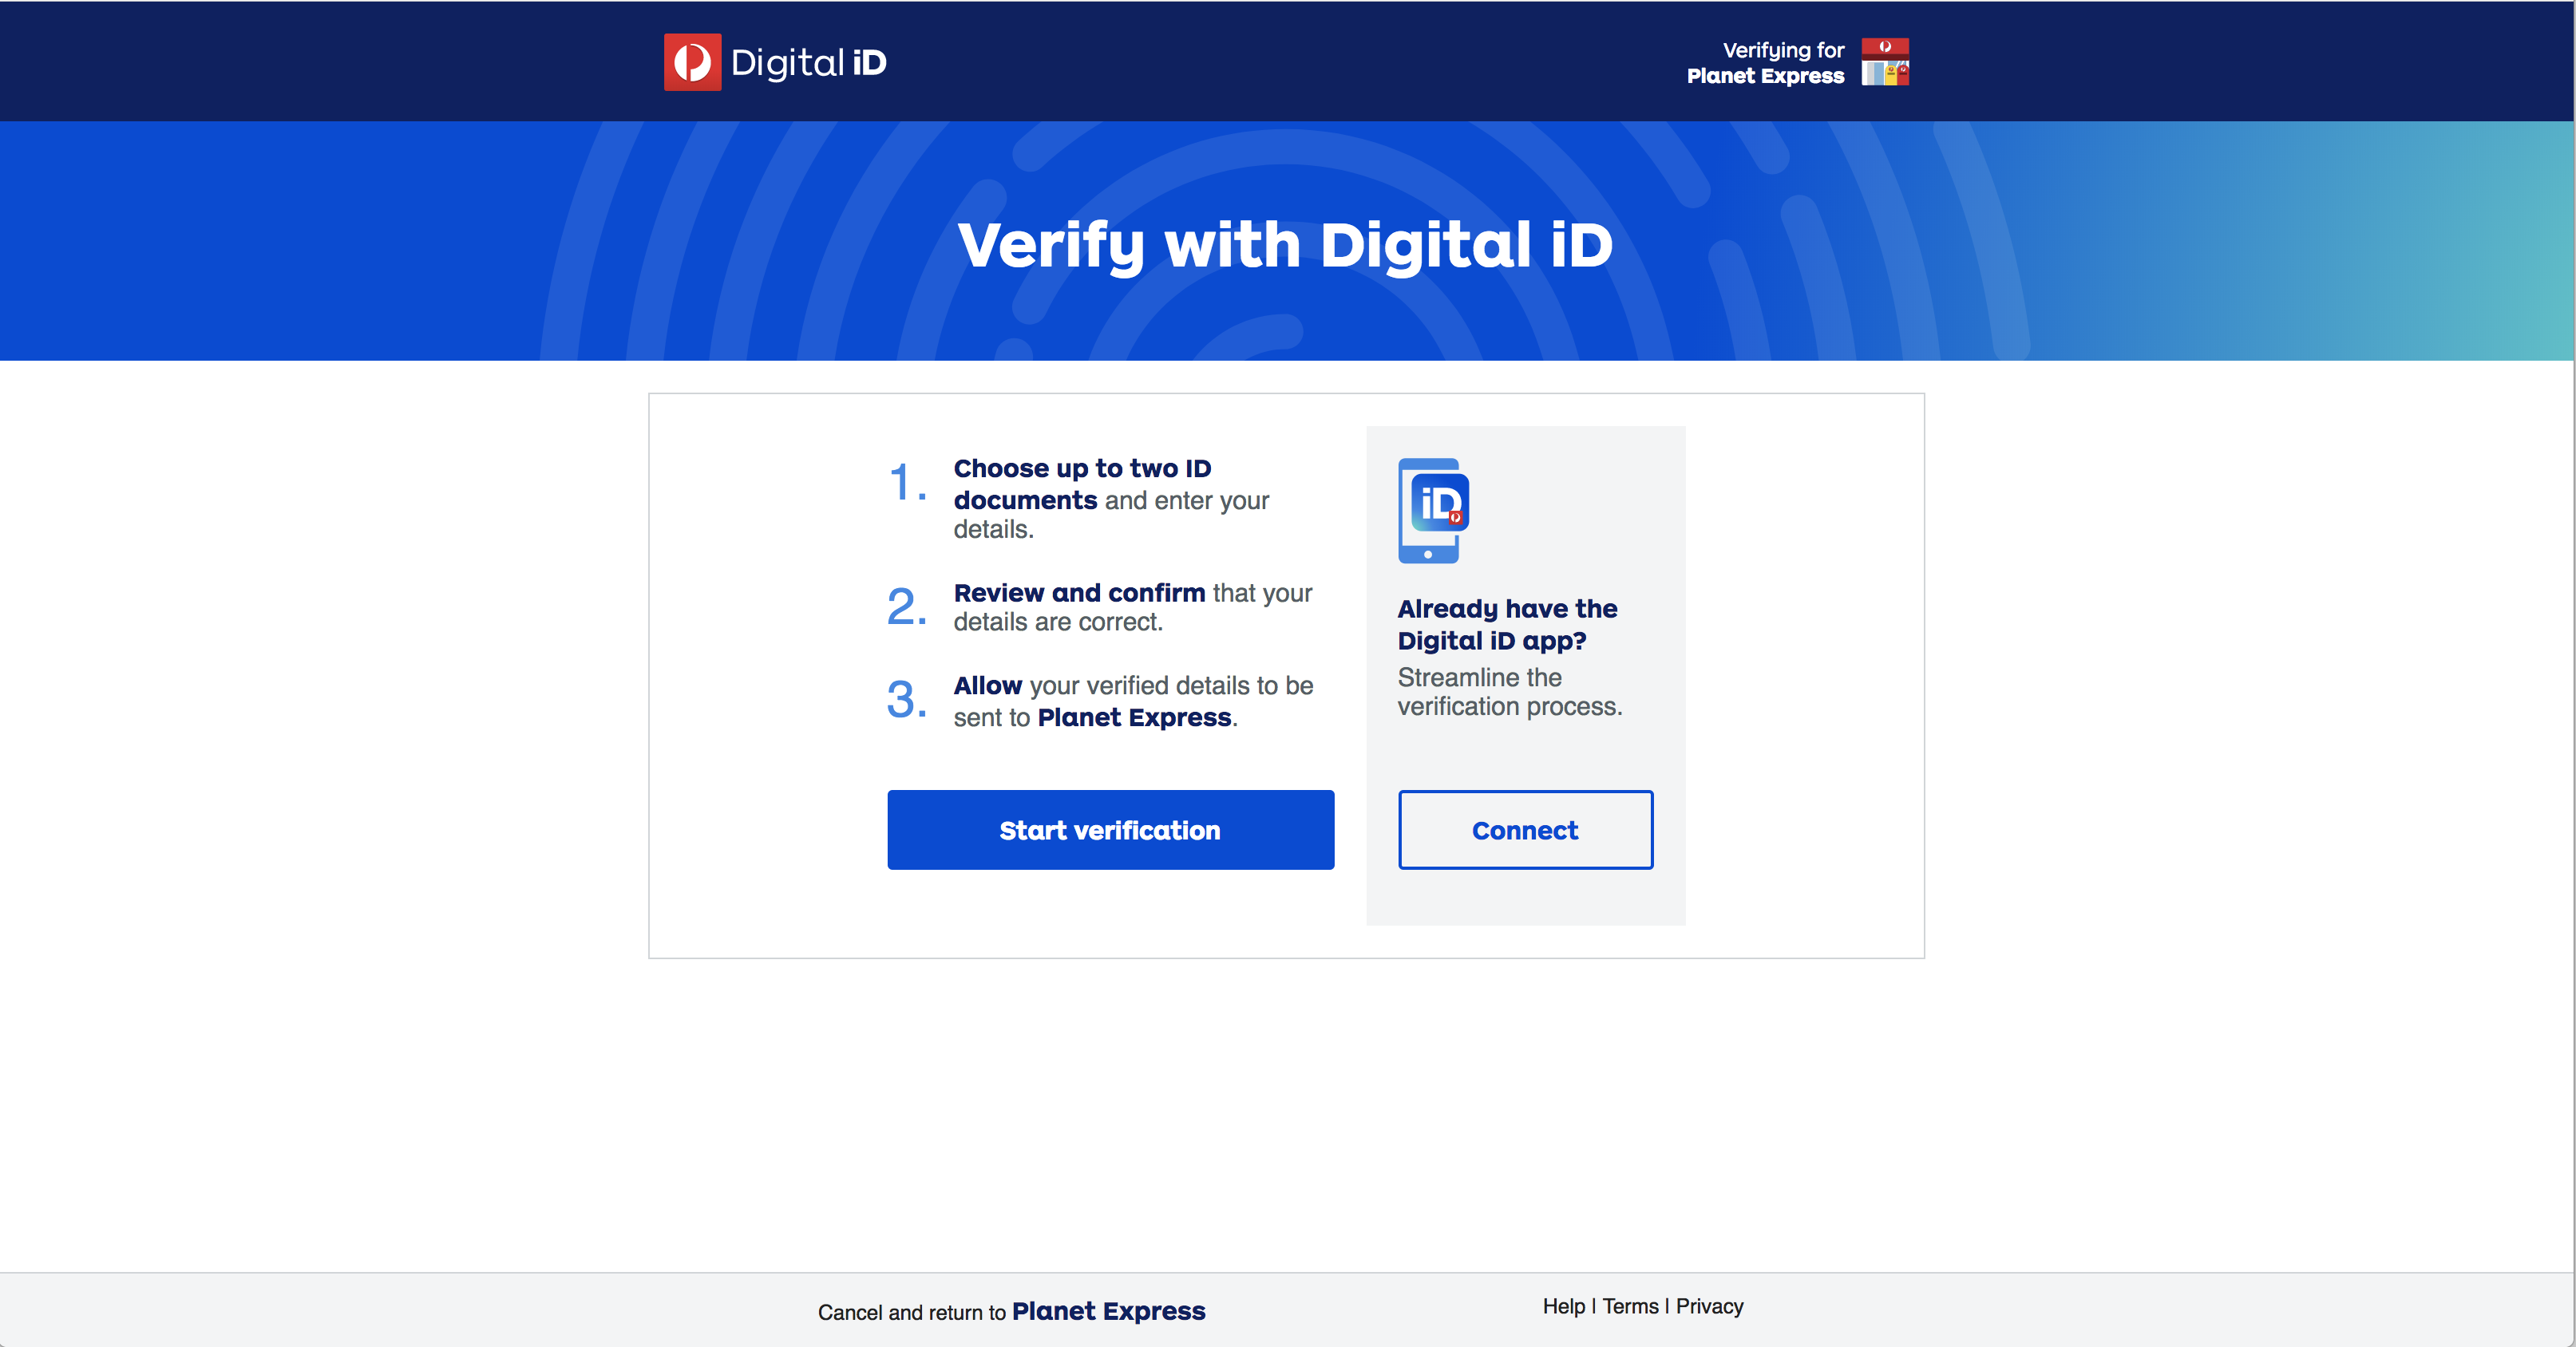 Digital iD
Verifying for
Planet Express
Verify with Digital iD
1.
Choose up to two ID
documents and enter your
details.
2.
Review and confirm that your
details are correct.
3.
Allow your verified details to be
sent to Planet Express.
Start verification
iD
Already have the
Digital iD app?
Streamline the
verification process.
Connect
Cancel and return to Planet Express
Help | Terms | Privacy